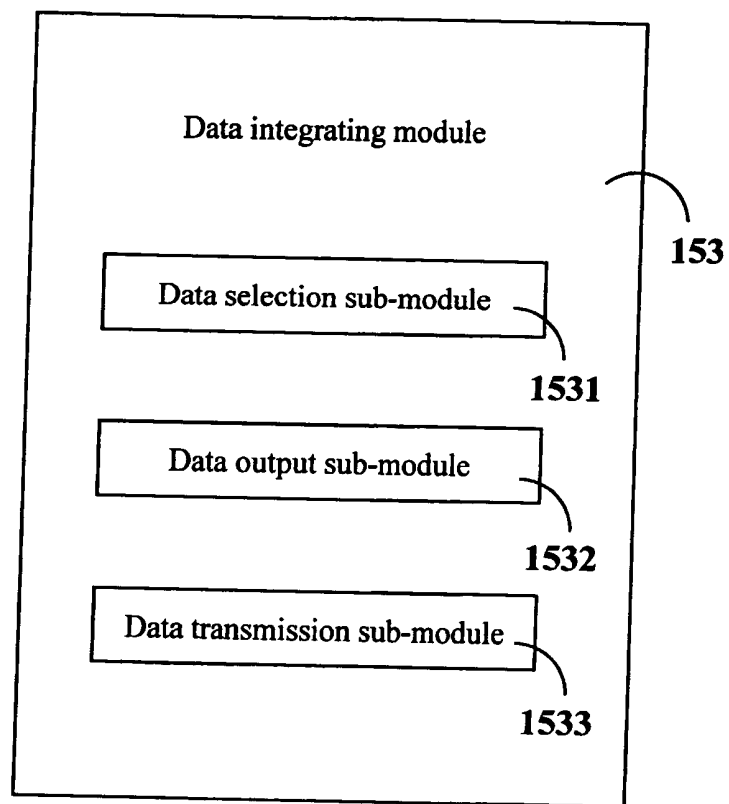 Data integrating module
153
Data selection sub-module
1531
Data output sub-module
1532
Data transmission sub-module
1533